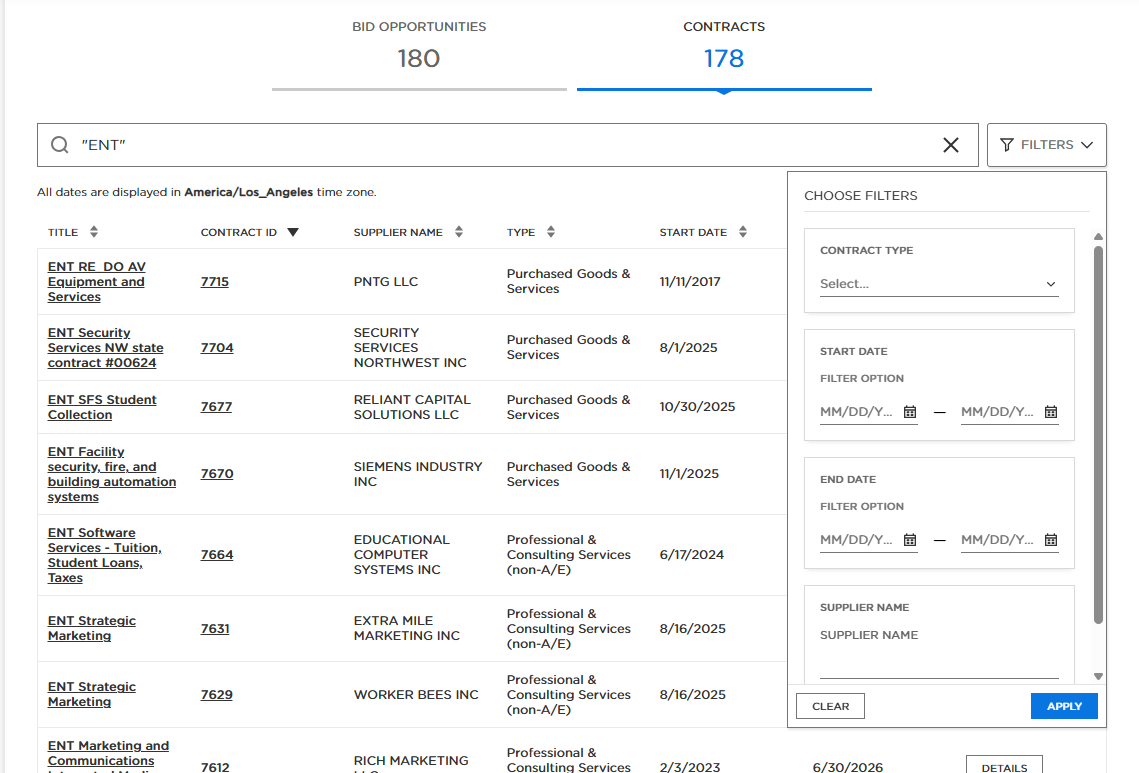 BID OPPORTUNITIES
180
CONTRACTS
178
"ENT"
FILTERS
All dates are displayed in America/Los_Angeles time zone.
TITLE CONTRACT ID SUPPLIER NAME TYPE START DATE
ENT RE_DO AV
Equipment and
Services
7715
PNTG LLC
Purchased Goods &
Services
11/11/2017
ENT Security
Services NW state
contract #00624
7704
SECURITY
SERVICES
NORTHWEST INC
Purchased Goods &
Services
8/1/2025
ENT SFS Student
Collection
7677
RELIANT CAPITAL
SOLUTIONS LLC
Purchased Goods &
Services
10/30/2025
ENT Facility
security, fire, and
building automation
systems
7670
SIEMENS INDUSTRY
INC
Purchased Goods &
Services
11/1/2025
ENT Software
Services - Tuition,
Student Loans,
Taxes
7664
EDUCATIONAL
COMPUTER
SYSTEMS INC
Professional &
Consulting Services
(non-A/E)
6/17/2024
ENT Strategic
Marketing
7631
EXTRA MILE
MARKETING INC
Professional &
Consulting Services
(non-A/E)
8/16/2025
ENT Strategic
Marketing
7629
WORKER BEES INC
Professional &
Consulting Services
(non-A/E)
8/16/2025
ENT Marketing and
Communications
7612
RICH MARKETING
Professional &
Consulting Services
2/3/2023
6/30/2026
DETAILS
CHOOSE FILTERS
CONTRACT TYPE
Select...
START DATE
FILTER OPTION
MM/DD/Y... — MM/DD/Y...
END DATE
FILTER OPTION
MM/DD/Y... — MM/DD/Y...
SUPPLIER NAME
SUPPLIER NAME
CLEAR
APPLY